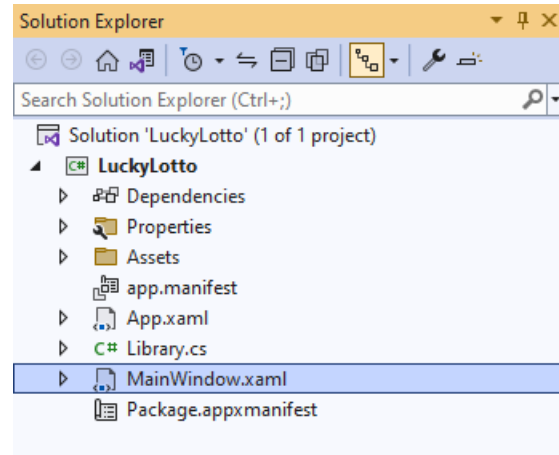 Solution Explorer
Search Solution Explorer (Ctrl+;)
Solution 'LuckyLotto' (1 of 1 project)
C# LuckyLotto
Dependencies
Properties
Assets
app.manifest
App.xaml
C# Library.cs
MainWindow.xaml
Package.appxmanifest